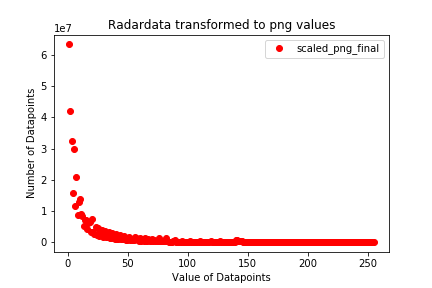 Radardata transformed to png values
1e7
scaled_png_final
6
5
4
3
2
1
0
Number of Datapoints
0 50 100 150 200 250
Value of Datapoints